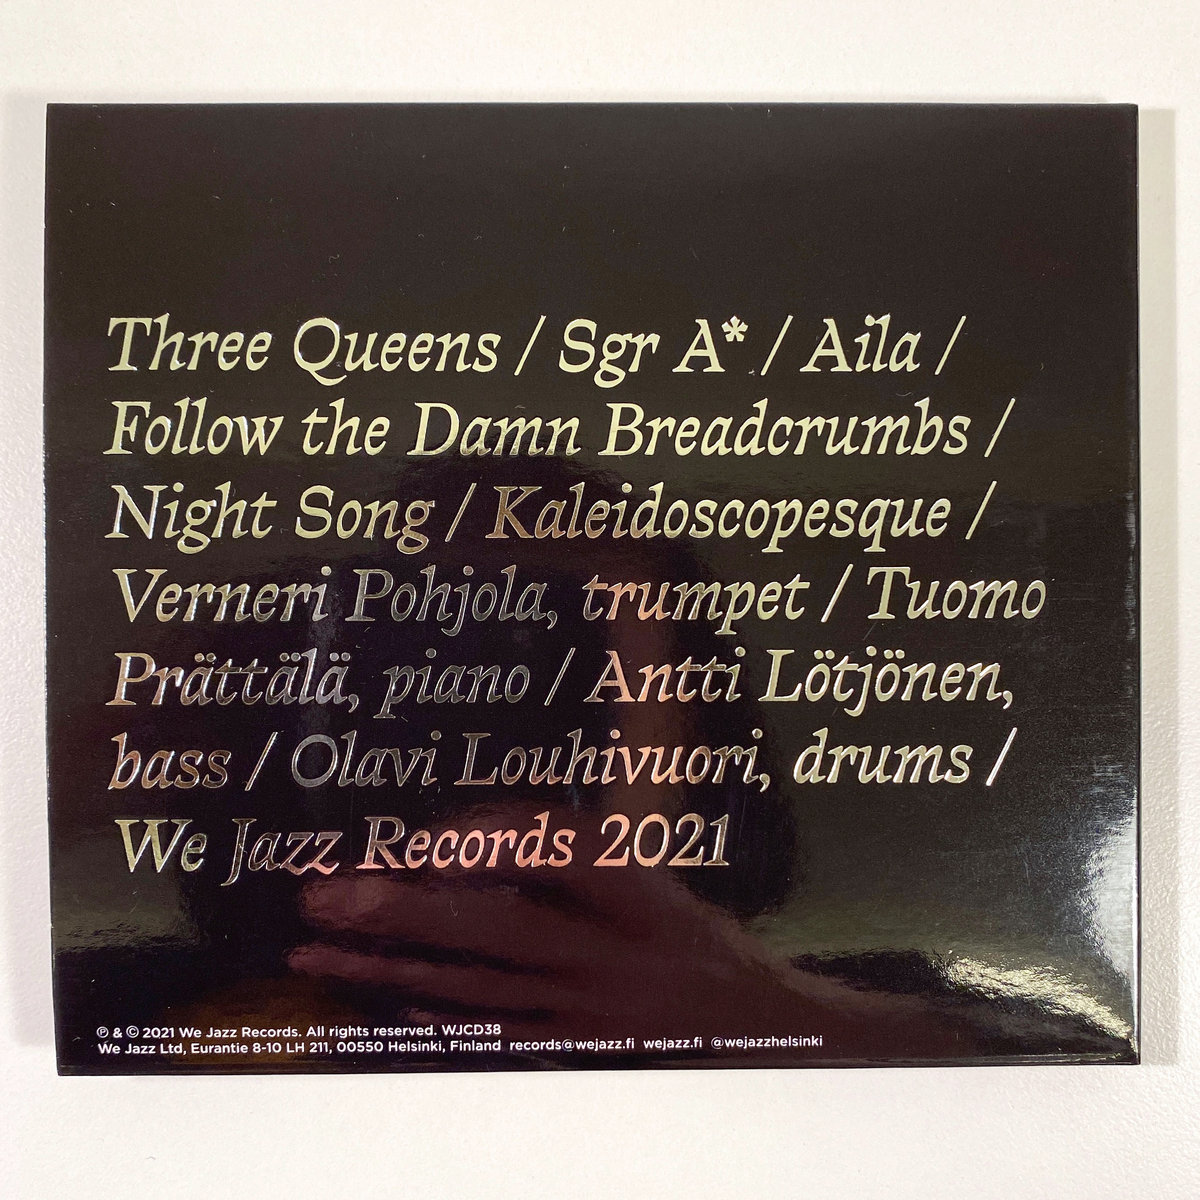 Three Queens / Sgr A* / Aila /
Follow the Damn Breadcrumbs /
Night Song / Kaleidoscopesque /
Verneri Pohjola, trumpet / Tuomo
Prättälä, piano / Antti Lötjönen,
bass / Olavi Louhivuori, drums /
We Jazz Records 2021
℗ & © 2021 We Jazz Records. All rights reserved. WJCD38
We Jazz Ltd, Eurantie 8-10 LH 211, 00550 Helsinki, Finland records@wejazz.fi wejazz.fi @wejazzhelsinki